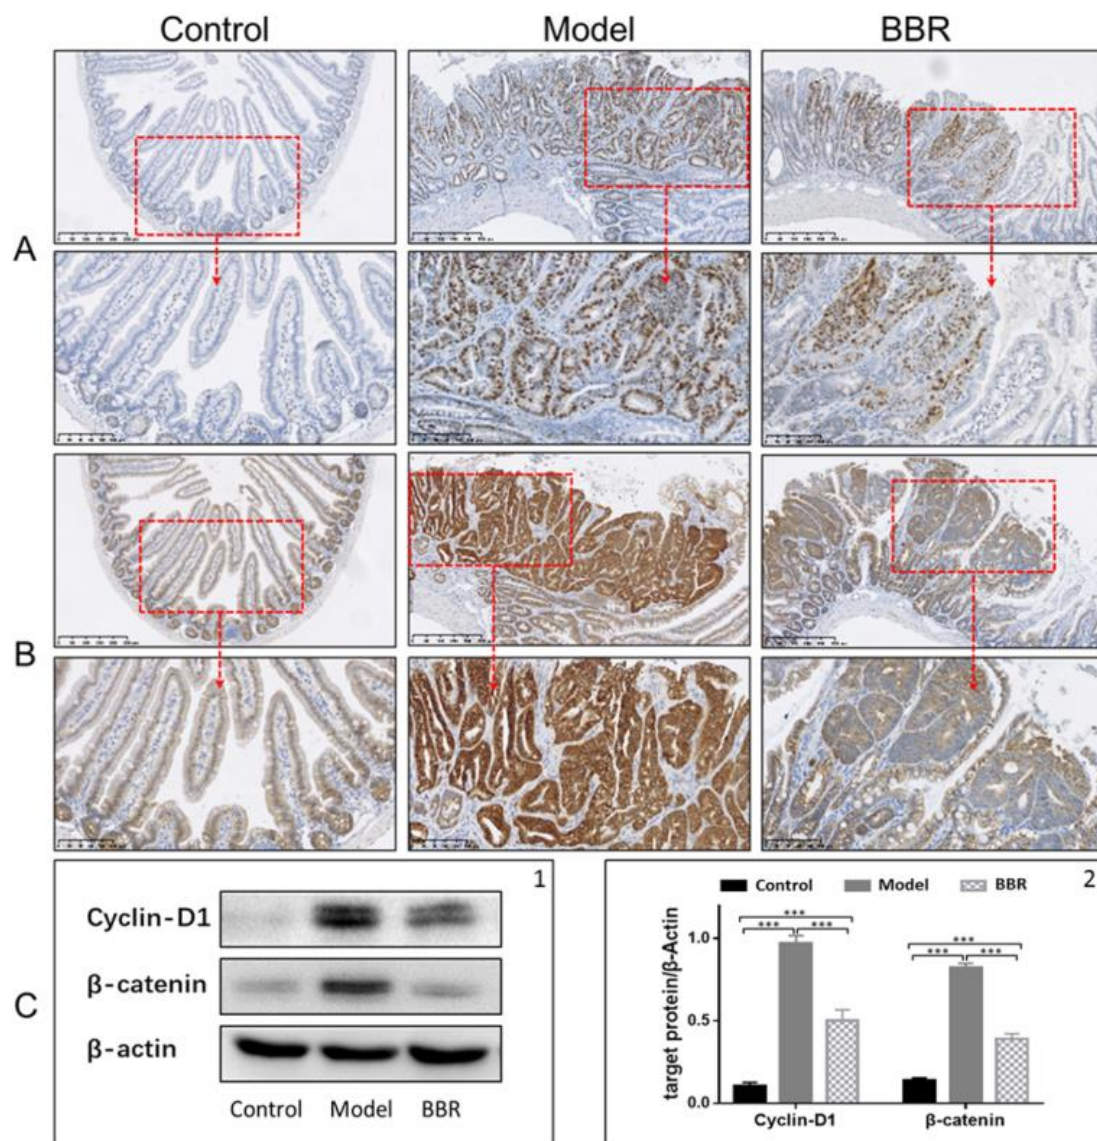 Control Model BBR
A
B
C
1
Cyclin-D1
β-catenin
β-actin
Control Model BBR
2
Control Model BBR
target protein/β-Actin
1.0
0.5
0.0
*** *** ***
*** *** ***
Cyclin-D1 β-catenin